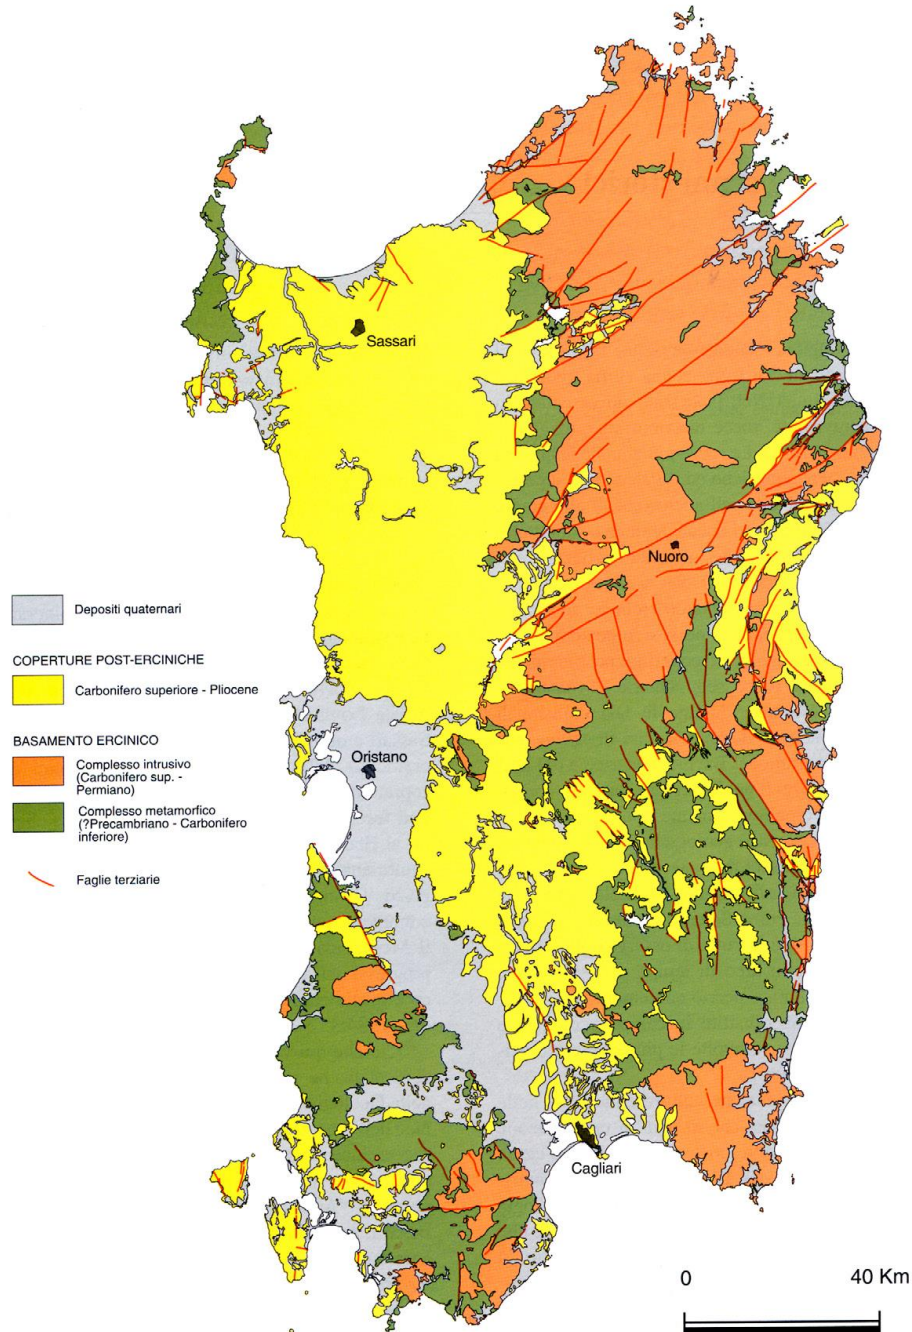 Sassari
Nuoro
Depositi quaternari
COPERTURE POST-ERCINICHE
Carbonifero superiore - Pliocene
BASAMENTO ERCINICO
Complesso intrusivo
(Carbonifero sup. -
Permiano)
Complesso metamorfico
(?Precambriano - Carbonifero
inferiore)
Faglie terziarie
Oristano
Cagliari
0 40 Km